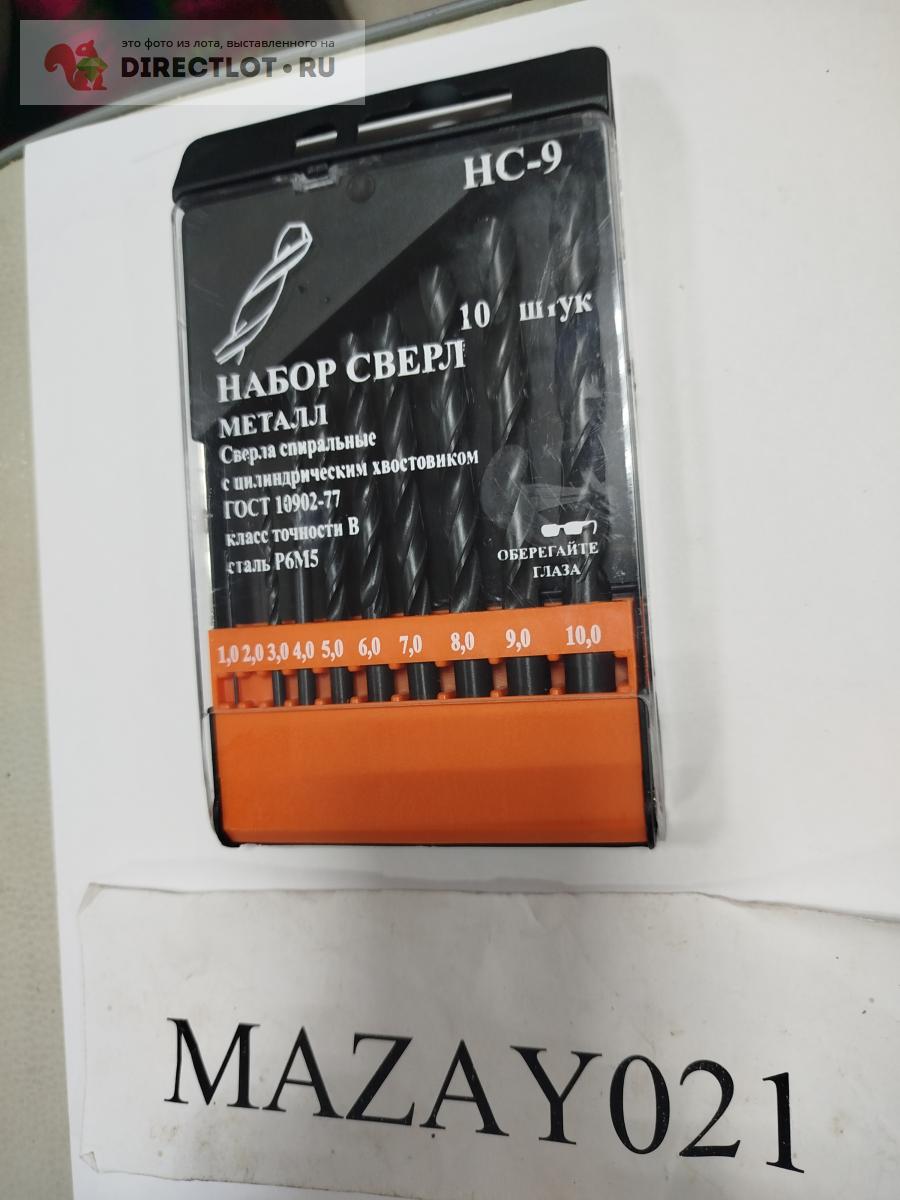 это фото из лота, выставленного на
DIRECTLOT•RU
НС-9
10 штук
НАБОР СВЕРЛ
МЕТАЛЛ
Сверла спиральные
с цилиндрическим хвостовиком
ГОСТ 10902-77
класс точности В
сталь Р6М5
ОБЕРЕГАЙТЕ
ГЛАЗА
1,0 2,0 3,0 4,0 5,0 6,0 7,0 8,0 9,0 10,0
MAZAY021